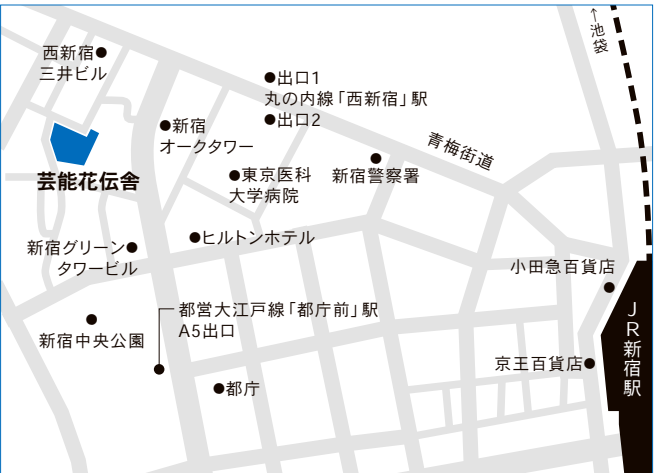 ←池袋
西新宿
三井ビル
出口1
丸の内線「西新宿」駅
出口2
新宿
オークタワー
青梅街道
芸能花伝舎
東京医科
大学病院
新宿警察署
新宿グリーン
タワービル
ヒルトンホテル
小田急百貨店
都営大江戸線「都庁前」駅
A5出口
新宿中央公園
JR新宿駅
京王百貨店
都庁